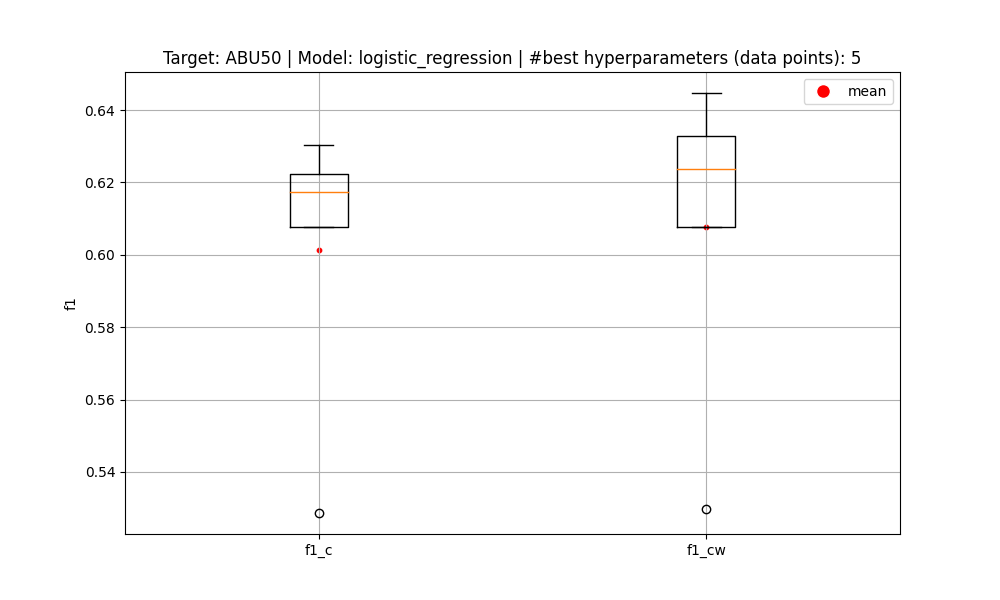 Target: ABU50 | Model: logistic_regression | #best hyperparameters (data points): 5
mean
0.64
0.62
0.60
0.58
0.56
0.54
f1
f1_c
f1_cw